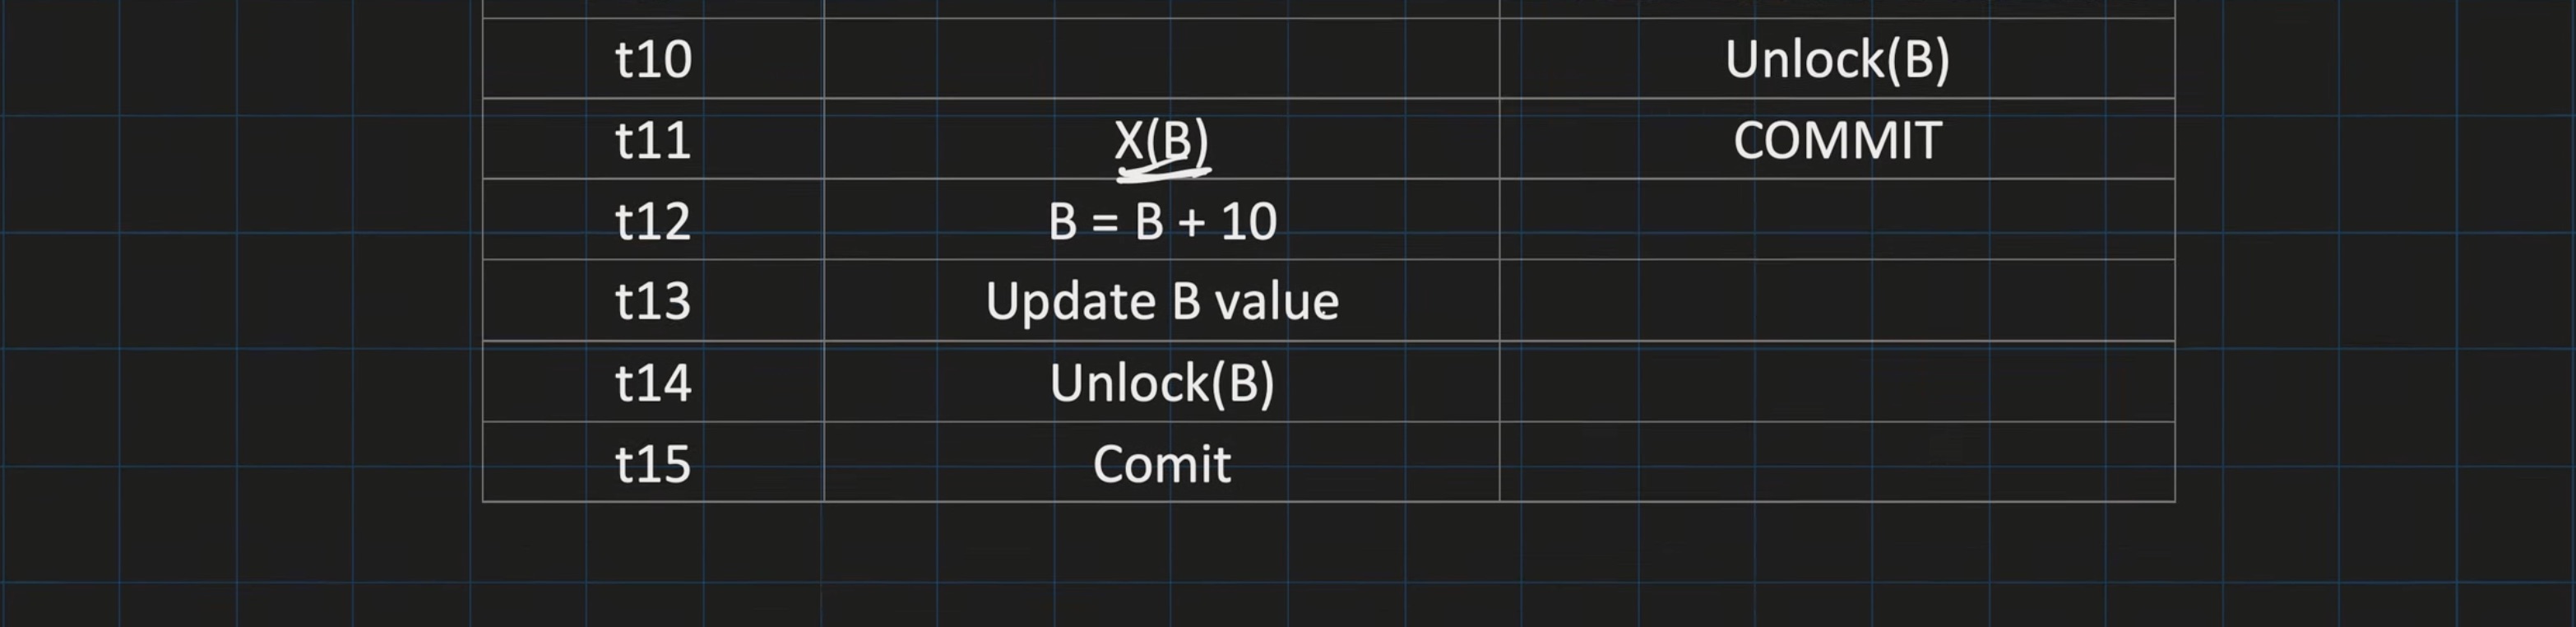 t10 Unlock(B)
t11 X(B) COMMIT
t12 B = B + 10
t13 Update B value
t14 Unlock(B)
t15 Comit